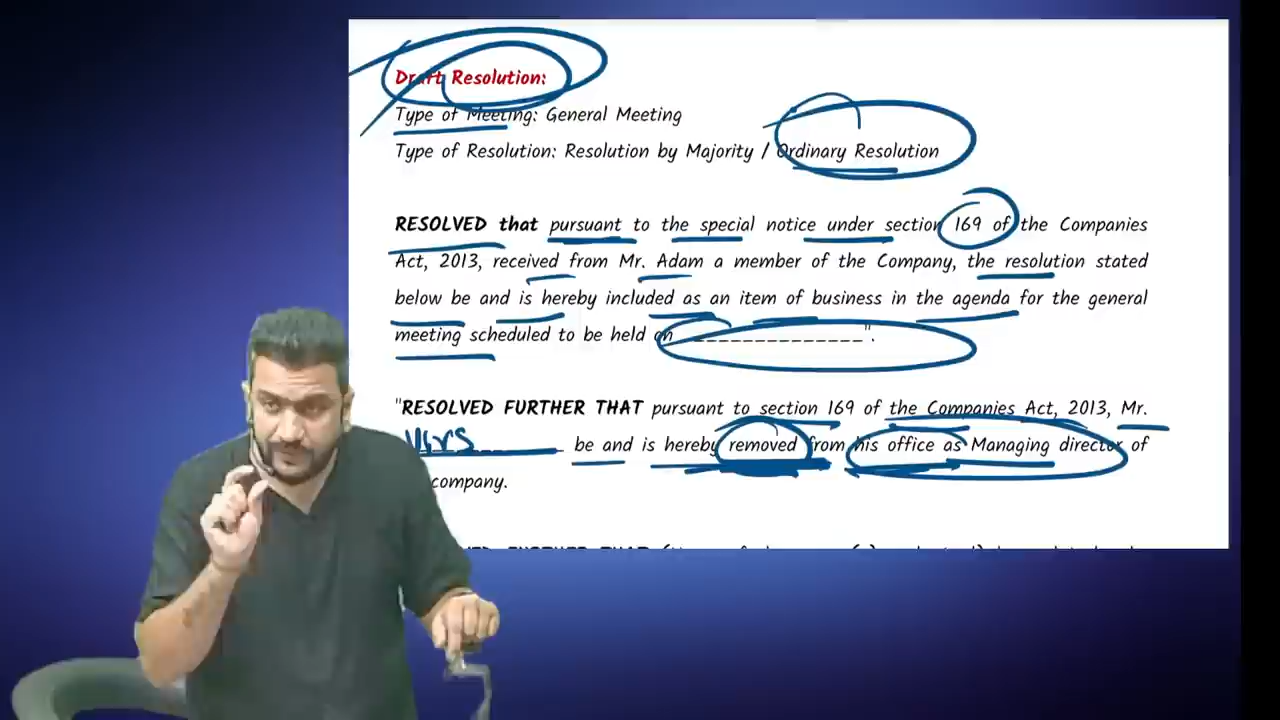 Draft Resolution:
Type of Meeting: General Meeting
Type of Resolution: Resolution by Majority / Ordinary Resolution
RESOLVED that pursuant to the special notice under section 169 of the Companies
Act, 2013, received from Mr. Adam a member of the Company, the resolution stated
below be and is hereby included as an item of business in the agenda for the general
meeting scheduled to be held on _______________".
"RESOLVED FURTHER THAT pursuant to section 169 of the Companies Act, 2013, Mr.
be and is hereby removed from his office as Managing director of
company.